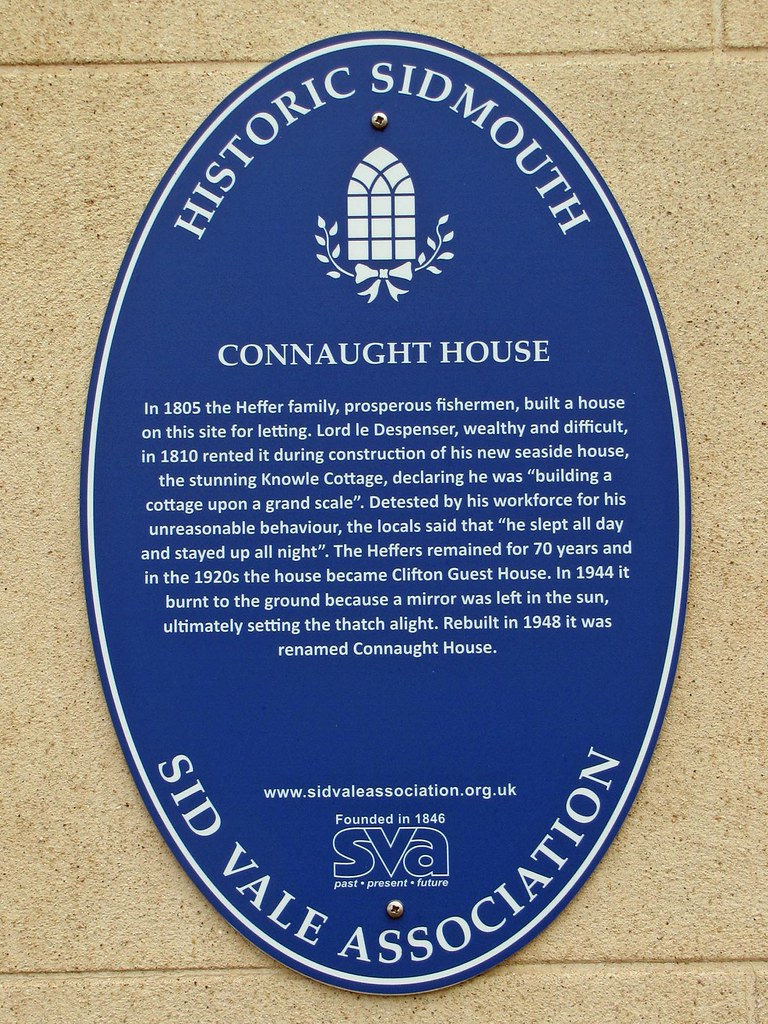 HISTORIC SIDMOUTH
CONNAUGHT HOUSE
In 1805 the Heffer family, prosperous fishermen, built a house
on this site for letting. Lord le Despenser, wealthy and difficult,
in 1810 rented it during construction of his new seaside house,
the stunning Knowle Cottage, declaring he was “building a
cottage upon a grand scale”. Detested by his workforce for his
unreasonable behaviour, the locals said that “he slept all day
and stayed up all night”. The Heffers remained for 70 years and
in the 1920s the house became Clifton Guest House. In 1944 it
burnt to the ground because a mirror was left in the sun,
ultimately setting the thatch alight. Rebuilt in 1948 it was
renamed Connaught House.
www.sidvaleassociation.org.uk
Founded in 1846
sva
past • present • future
SID VALE ASSOCIATION